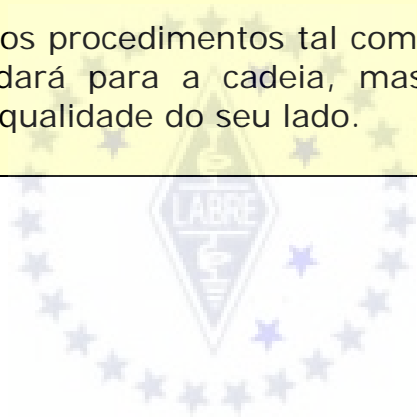 os procedimentos tal com
dará para a cadeia, mas
qualidade do seu lado.
LABRE